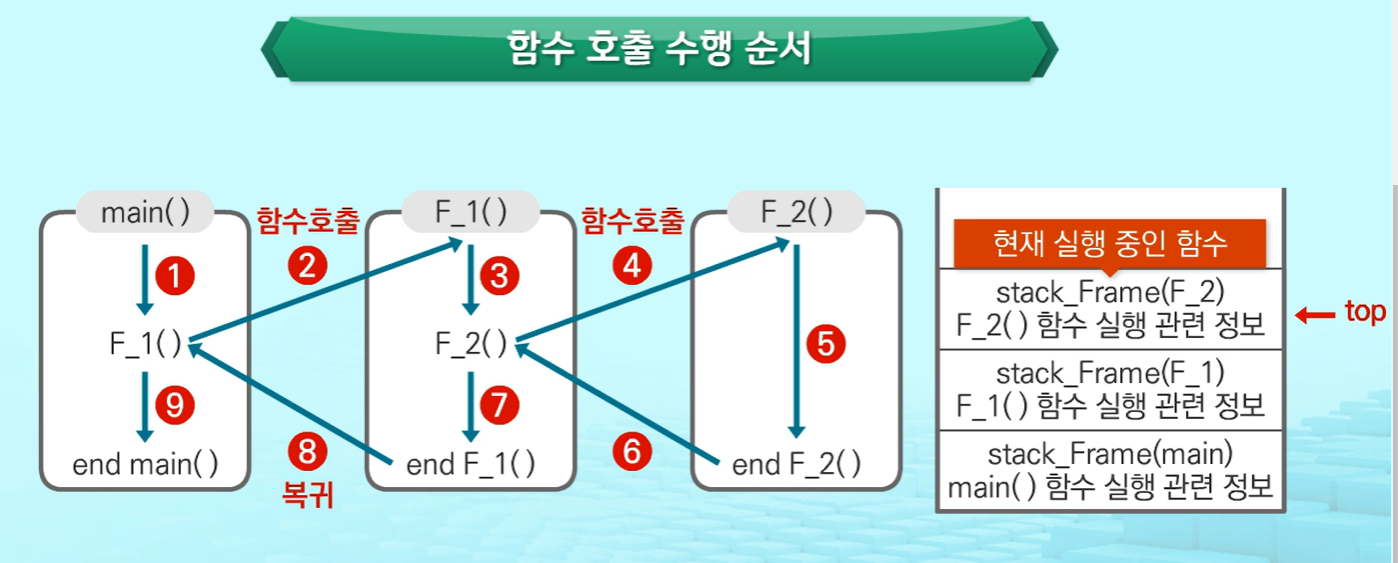 함수 호출 수행 순서
main( )
함수호출
F_1( )
함수호출
F_2( )
1
2
3
4
5
F_1( )
F_2( )
9
8
7
6
복귀
end main( )
end F_1( )
end F_2( )
현재 실행 중인 함수
stack_Frame(F_2)
F_2( ) 함수 실행 관련 정보
top
stack_Frame(F_1)
F_1( ) 함수 실행 관련 정보
stack_Frame(main)
main( ) 함수 실행 관련 정보